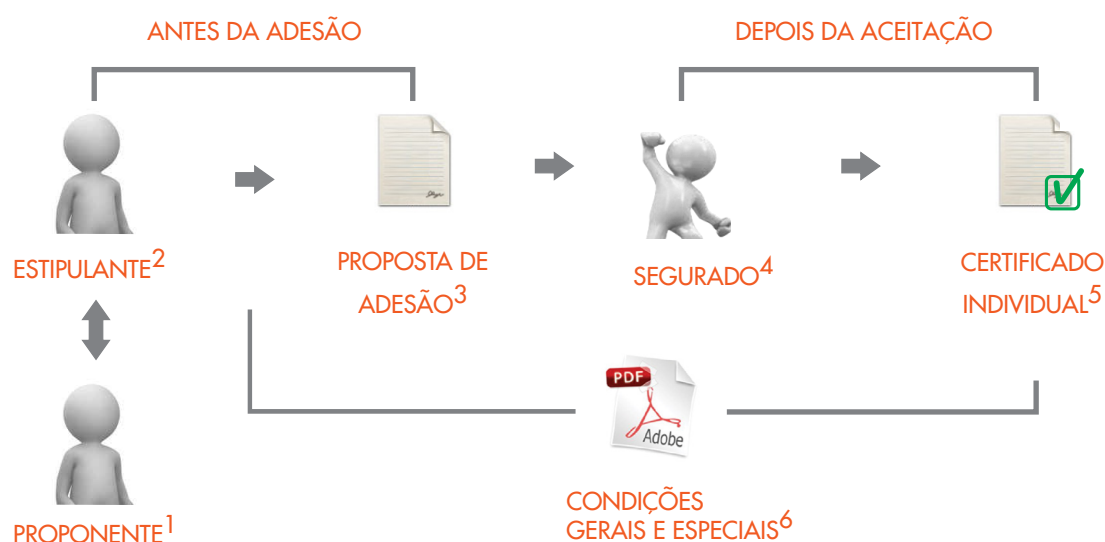 ANTES DA ADESÃO
DEPOIS DA ACEITAÇÃO
ESTIPULANTE2
PROPOSTA DE
ADESÃO3
SEGURADO4
CERTIFICADO
INDIVIDUAL5
PDF
Adobe
PROPONENTE1
CONDIÇÕES
GERAIS E ESPECIAIS6